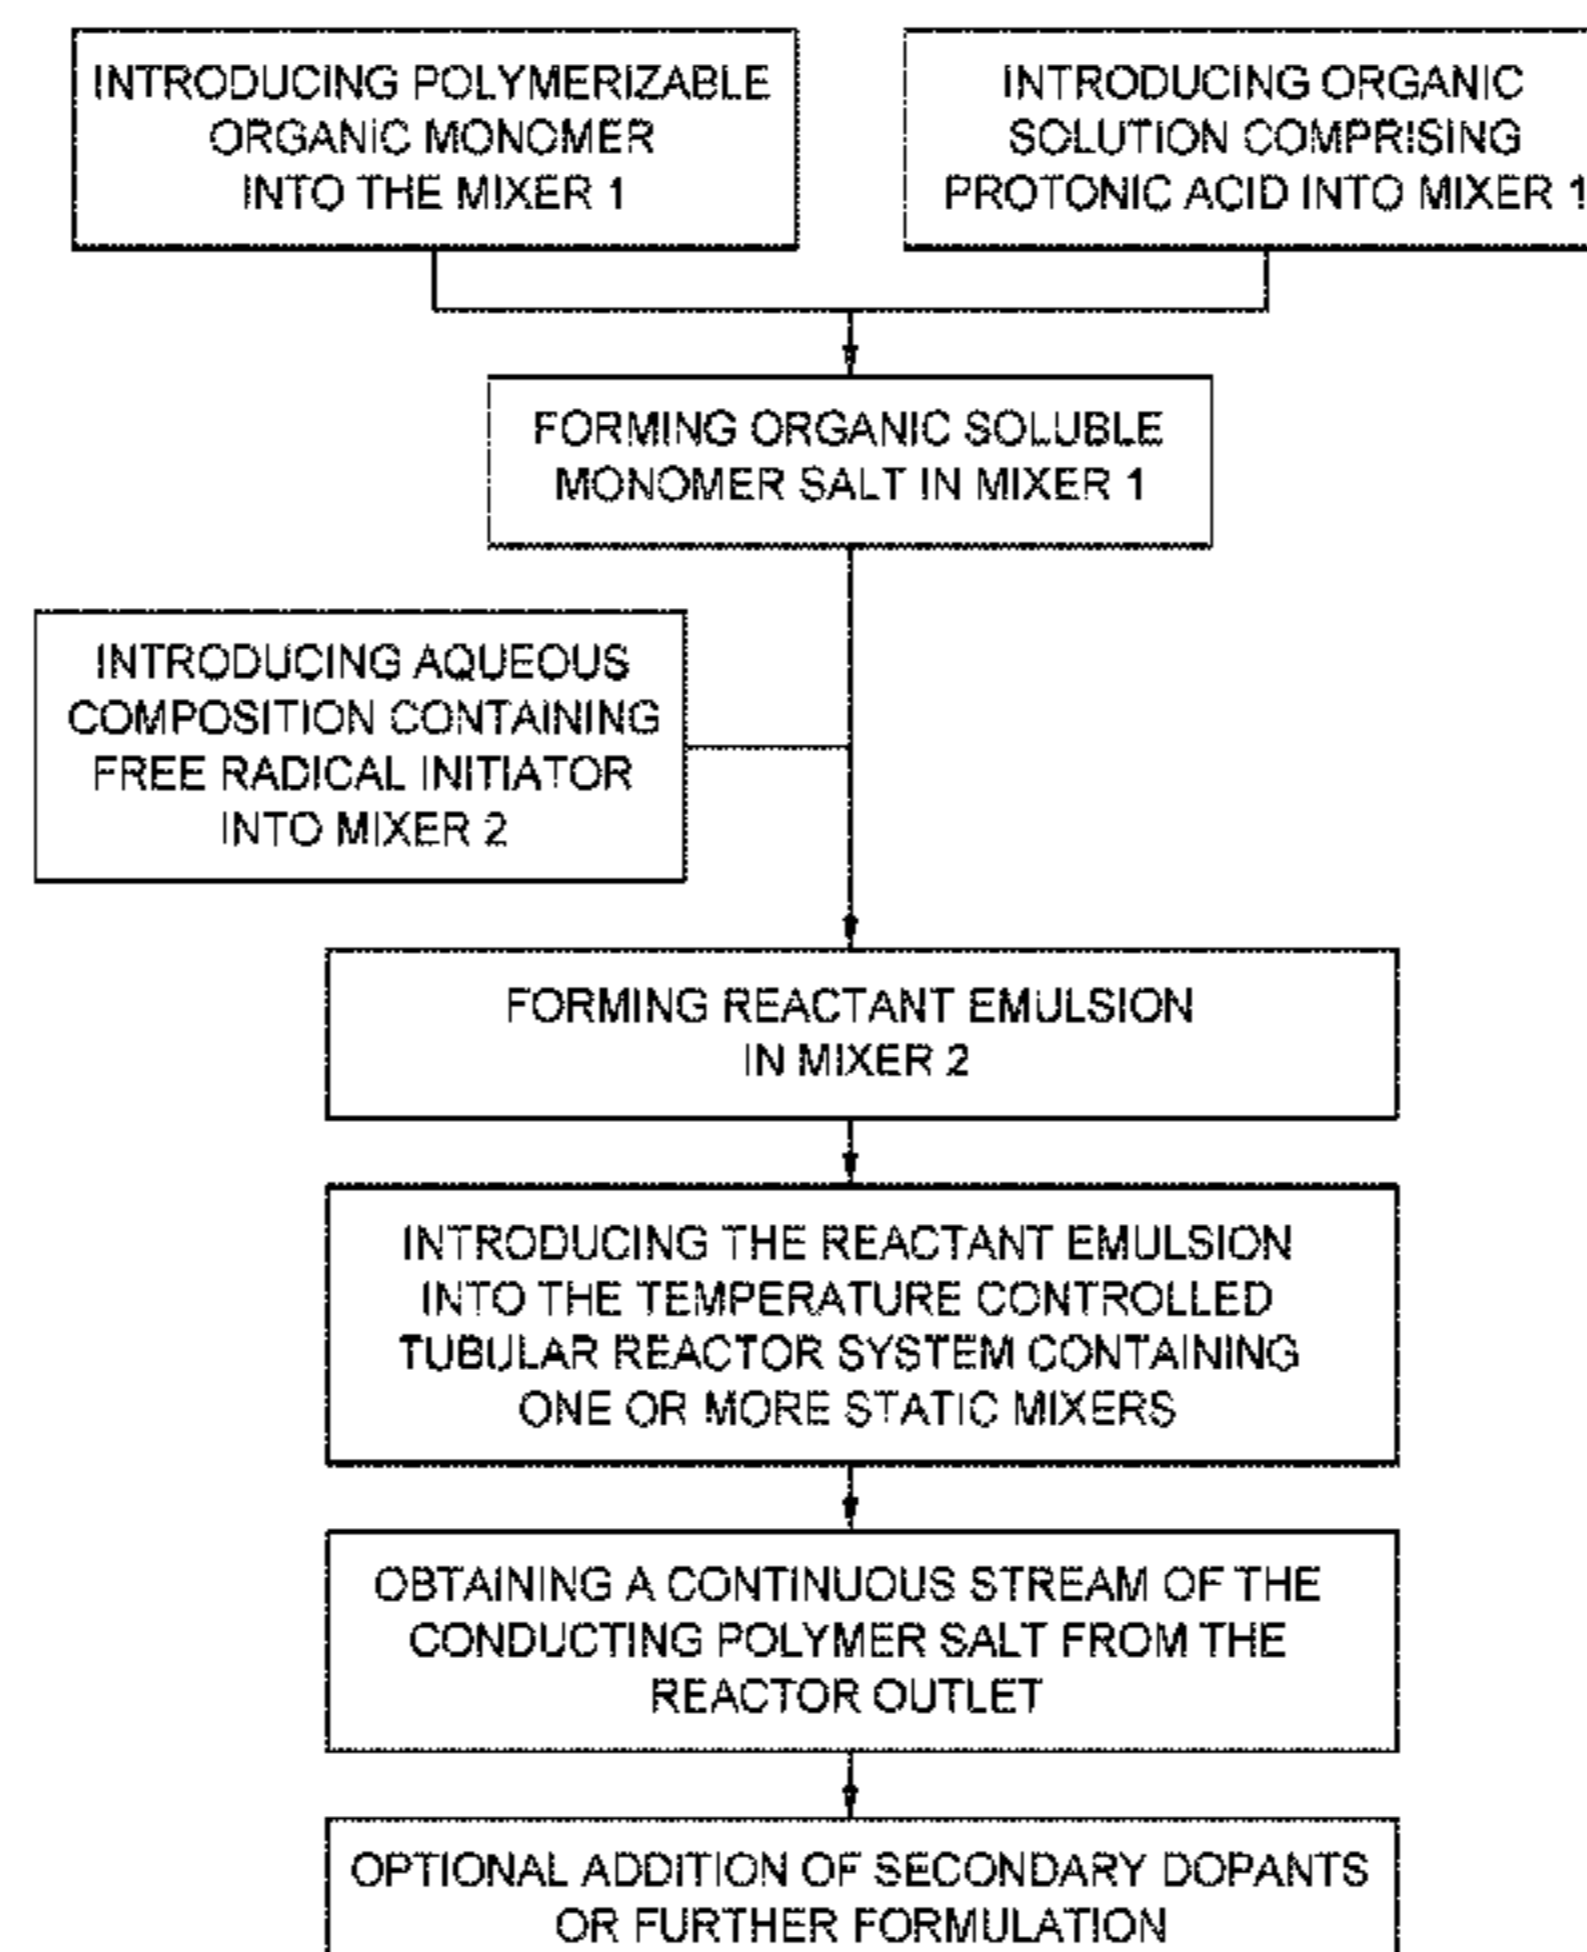 INTRODUCING POLYMERIZABLE
ORGANIC MONOMER
INTO THE MIXER 1
INTRODUCING ORGANIC
SOLUTION COMPRISING
PROTONIC ACID INTO MIXER 1
FORMING ORGANIC SOLUBLE
MONOMER SALT IN MIXER 1
INTRODUCING AQUEOUS
COMPOSITION CONTAINING
FREE RADICAL INITIATOR
INTO MIXER 2
FORMING REACTANT EMULSION
IN MIXER 2
INTRODUCING THE REACTANT EMULSION
INTO THE TEMPERATURE CONTROLLED
TUBULAR REACTOR SYSTEM CONTAINING
ONE OR MORE STATIC MIXERS
OBTAINING A CONTINUOUS STREAM OF THE
CONDUCTING POLYMER SALT FROM THE
REACTOR OUTLET
OPTIONAL ADDITION OF SECONDARY DOPANTS
OR FURTHER FORMULATION